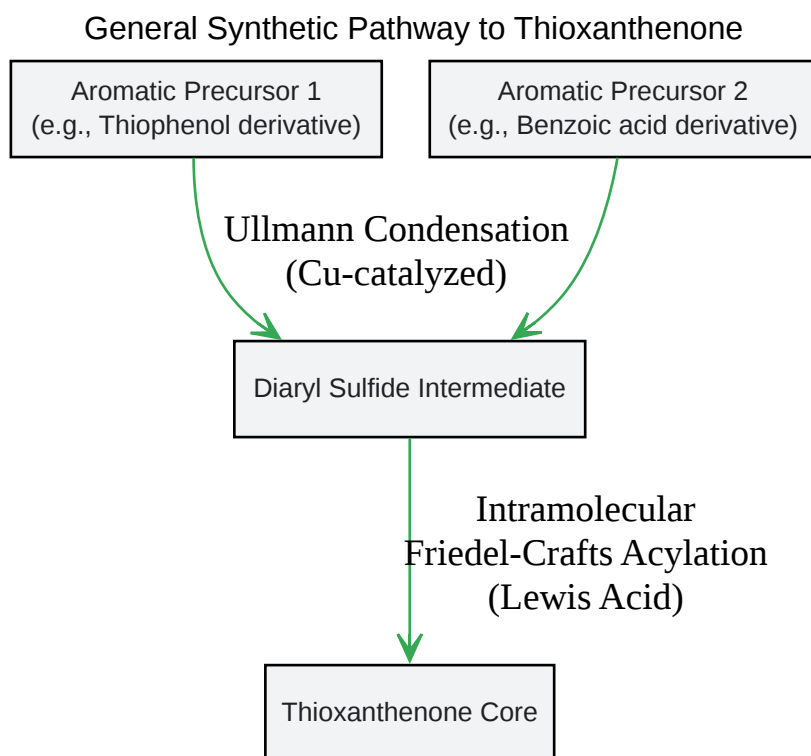 General Synthetic Pathway to Thioxanthenone
Aromatic Precursor 1
(e.g., Thiophenol derivative)
Aromatic Precursor 2
(e.g., Benzoic acid derivative)
Ullmann Condensation
(Cu-catalyzed)
Diaryl Sulfide Intermediate
Intramolecular
Friedel-Crafts Acylation
(Lewis Acid)
Thioxanthenone Core